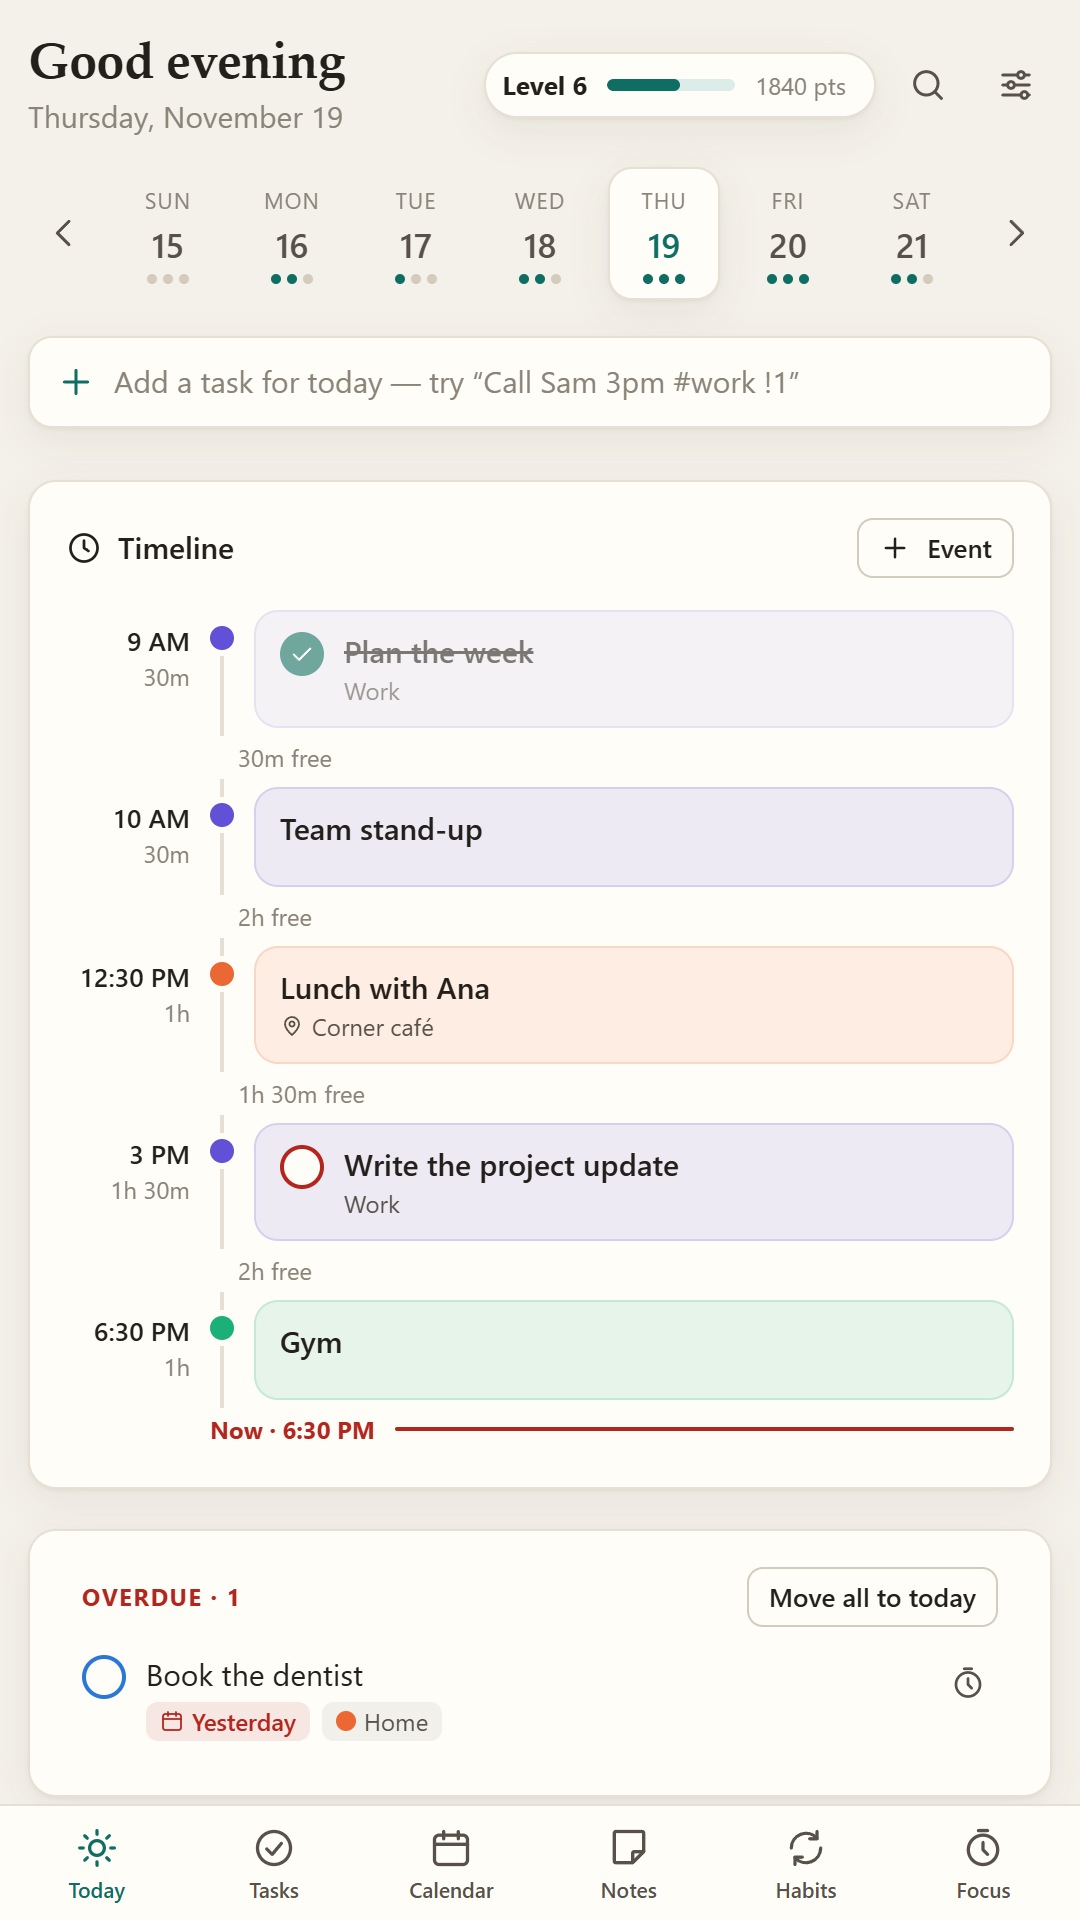 Good evening
Thursday, November 19
Level 6
1840 pts
SUN MON TUE WED THU FRI SAT
15 16 17 18 19 20 21
Add a task for today — try “Call Sam 3pm #work !1”
Timeline
Event
9 AM
30m
Plan the week
Work
30m free
10 AM
30m
Team stand-up
2h free
12:30 PM
1h
Lunch with Ana
Corner café
1h 30m free
3 PM
1h 30m
Write the project update
Work
2h free
6:30 PM
1h
Gym
Now · 6:30 PM
OVERDUE · 1
Move all to today
Book the dentist
Yesterday
Home
Today Tasks Calendar Notes Habits Focus